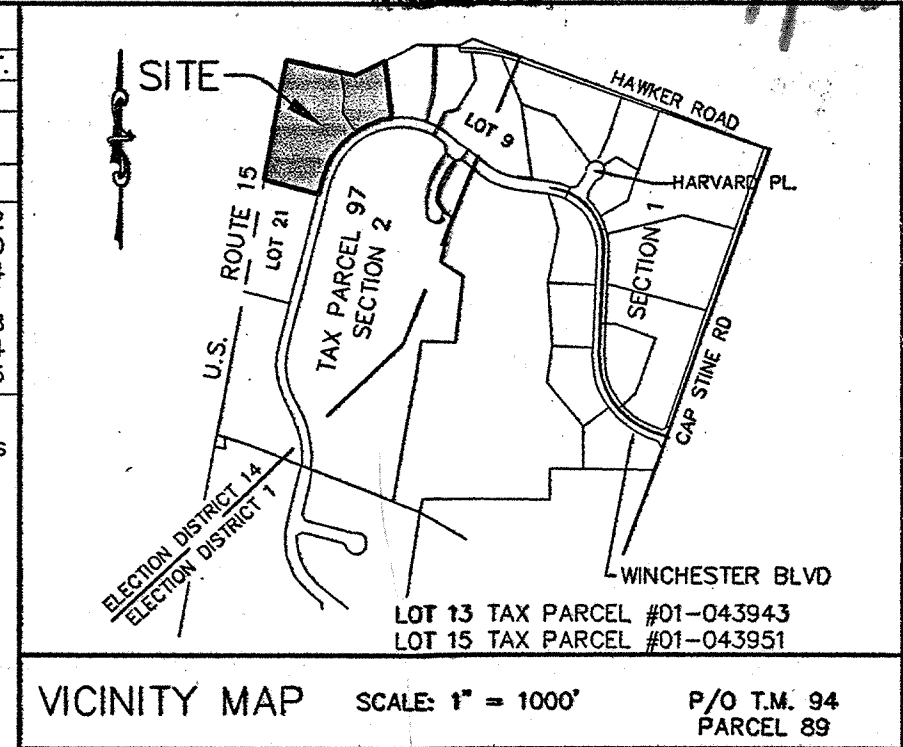 SITE
HAWKER ROAD
LOT 9
HARVARD PL.
U.S. ROUTE 15
LOT 21
TAX PARCEL 97
SECTION 2
SECTION 1
CAP STINE RD
ELECTION DISTRICT 14
ELECTION DISTRICT 1
WINCHESTER BLVD
LOT 13 TAX PARCEL #01-043943
LOT 15 TAX PARCEL #01-043951
VICINITY MAP
SCALE: 1" = 1000'
P/O T.M. 94
PARCEL 89